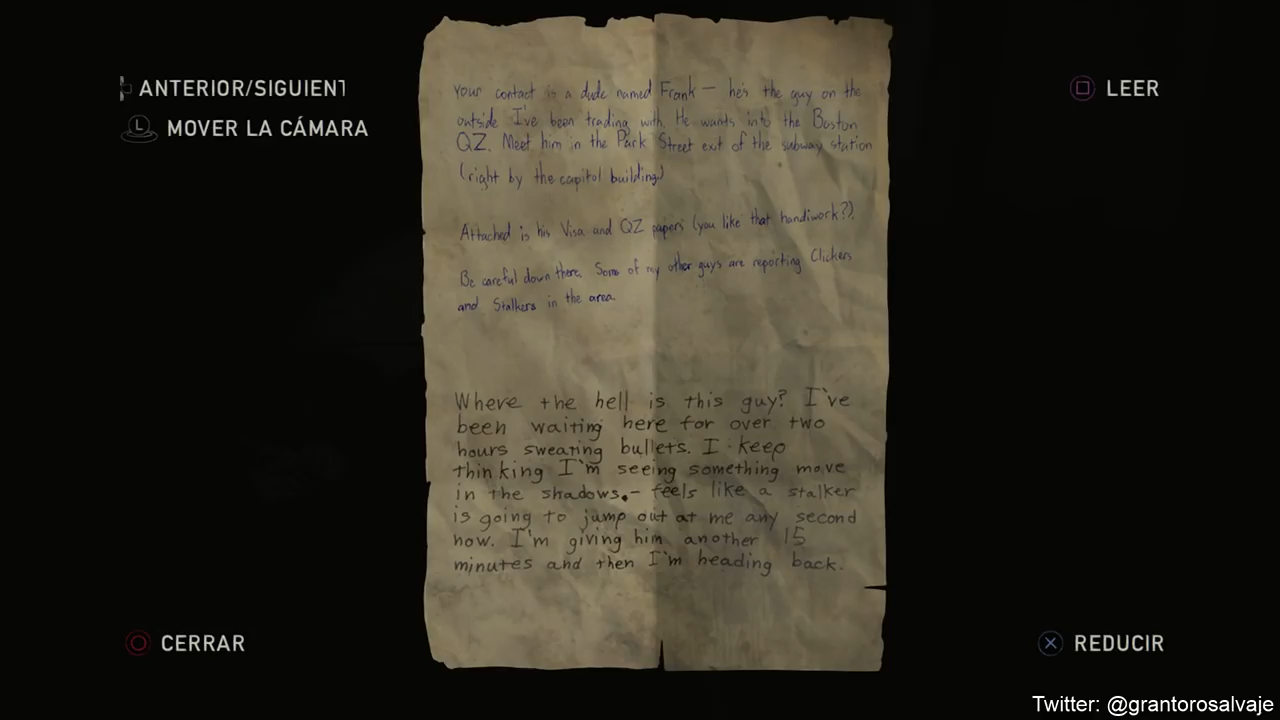 ANTERIOR/SIGUIENT
L MOVER LA CÁMARA
LEER
Your contact is a dude named Frank — he's the guy on the
outside I've been trading with. He wants into the Boston
QZ. Meet him in the Park Street exit of the subway station
(right by the capitol building)
Attached is his Visa and QZ papers (you like that handiwork?).
Be careful down there. Some of my other guys are reporting Clickers
and Stalkers in the area.
Where the hell is this guy? I've
been waiting here for over two
hours swearing bullets. I keep
thinking I'm seeing something move
in the shadows. - feels like a stalker
is going to jump out at me any second
now. I'm giving him another 15
minutes and then I'm heading back.
CERRAR
REDUCIR
Twitter: @grantorosalvaje